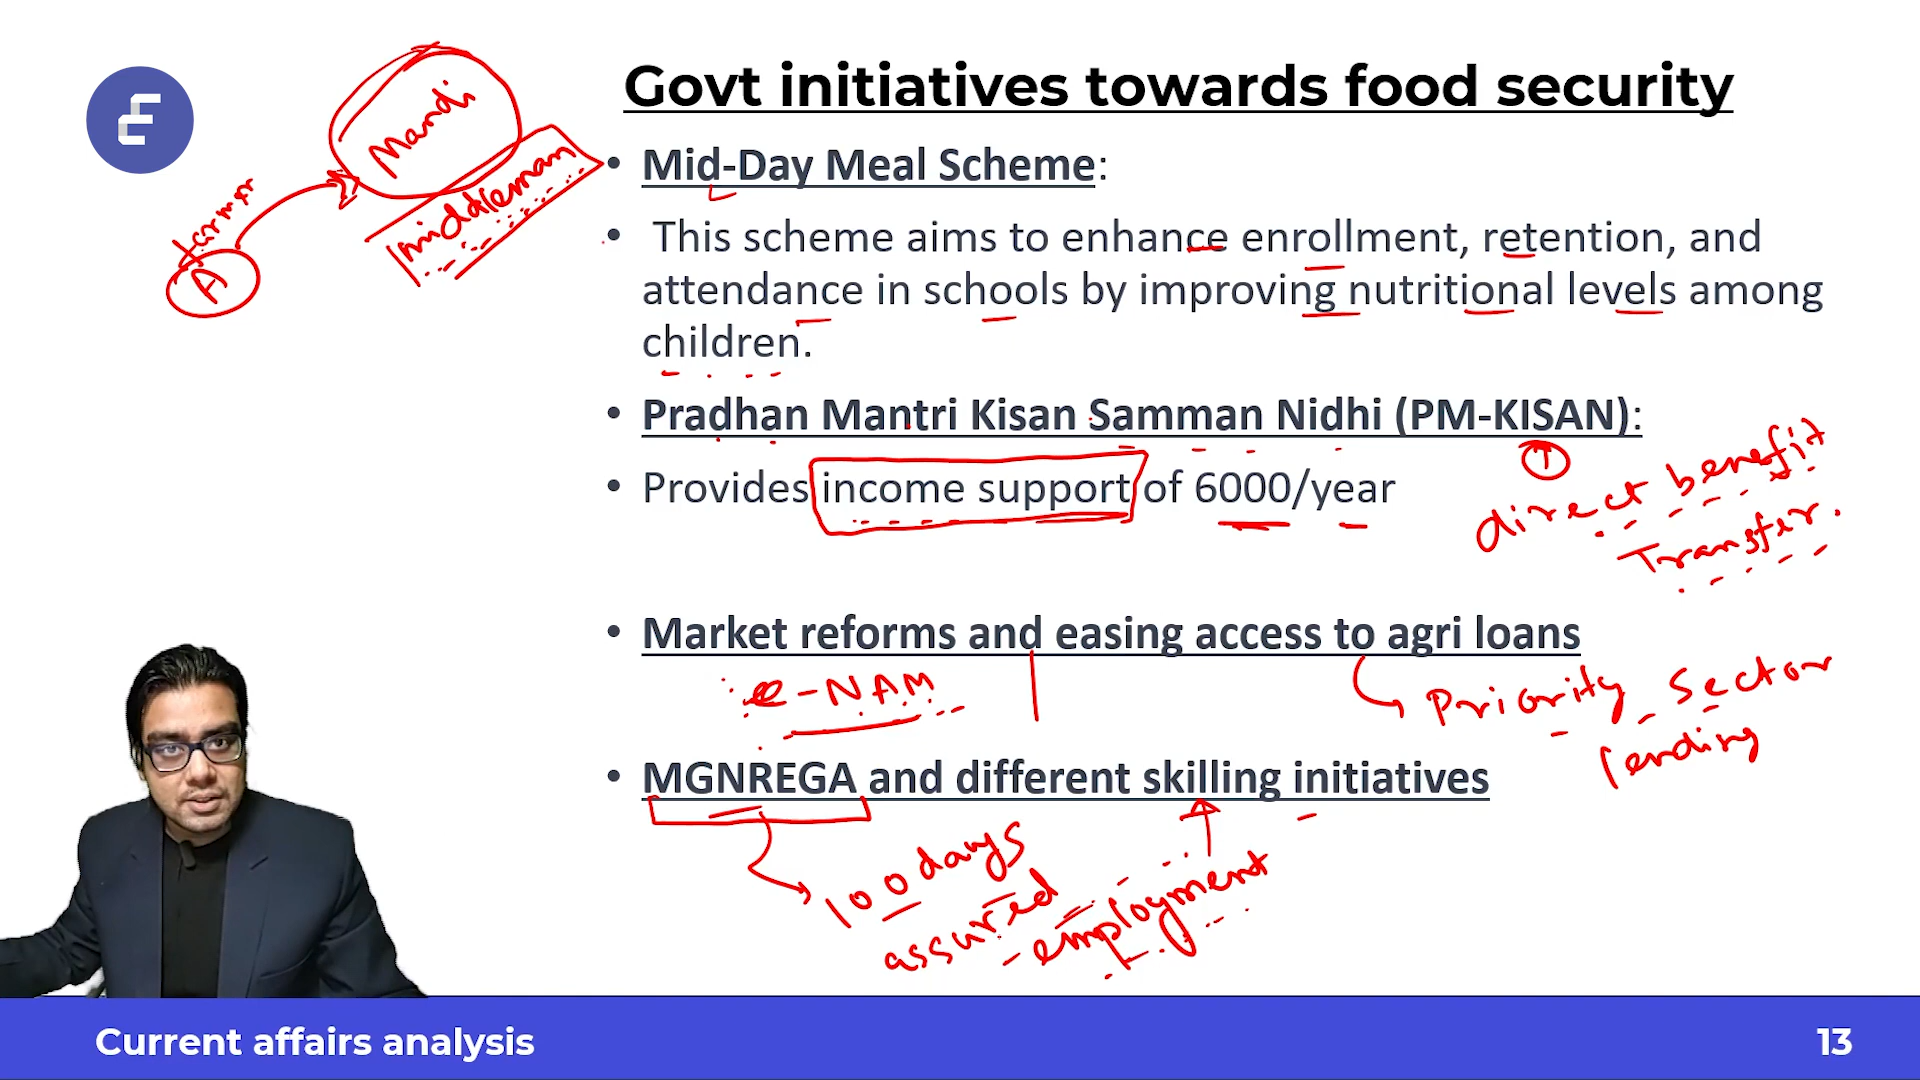 Govt initiatives towards food security
Mandi
middleman
farmer
A
• Mid-Day Meal Scheme:
• This scheme aims to enhance enrollment, retention, and
attendance in schools by improving nutritional levels among
children.
• Pradhan Mantri Kisan Samman Nidhi (PM-KISAN):
• Provides income support of 6000/year
direct benefit
Transfer.
• Market reforms and easing access to agri loans
e-NAM
Priority Sector
lending
• MGNREGA and different skilling initiatives
100 days
assured
employment
Current affairs analysis
13